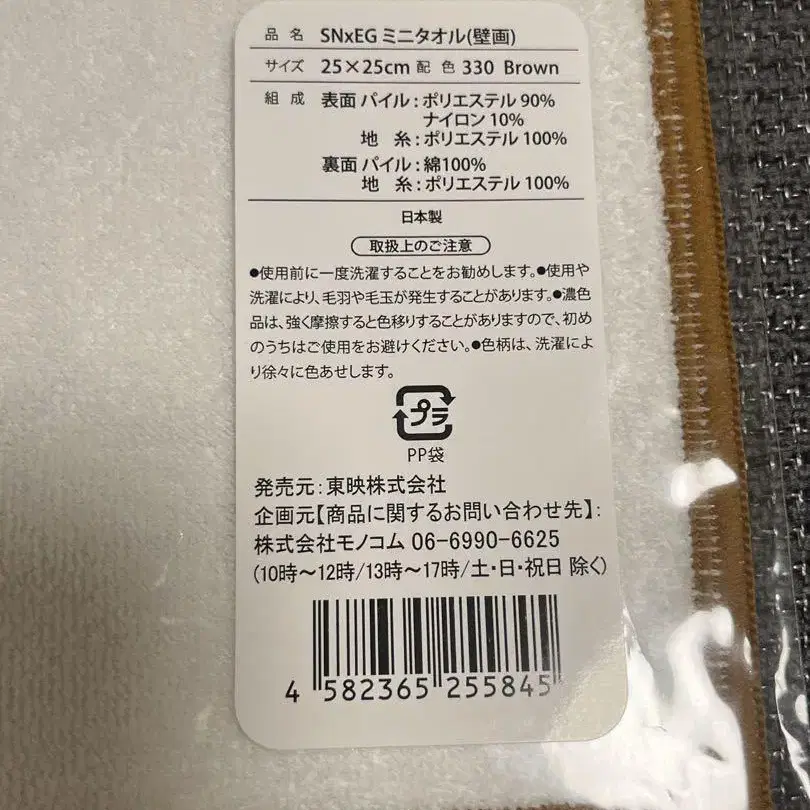 品名 SNxEG ミニタオル(壁画)
サイズ 25×25cm 配色 330 Brown
組成 表面 パイル：ポリエステル 90%
ナイロン 10%
地 糸：ポリエステル 100%
裏面 パイル：綿100%
地 糸：ポリエステル 100%
日本製
取扱上のご注意
●使用前に一度洗濯することをお勧めします。●使用や
洗濯により、毛羽や毛玉が発生することがあります。●濃色
品は、強く摩擦すると色移りすることがありますので、初め
のうちはご使用をお避けください。●色柄は、洗濯によ
り徐々に色あせします。
プラ
PP袋
発売元：東映株式会社
企画元【商品に関するお問い合わせ先】：
株式会社モノコム 06-6990-6625
(10時〜12時/13時〜17時/土・日・祝日 除く)
4 582365 255845